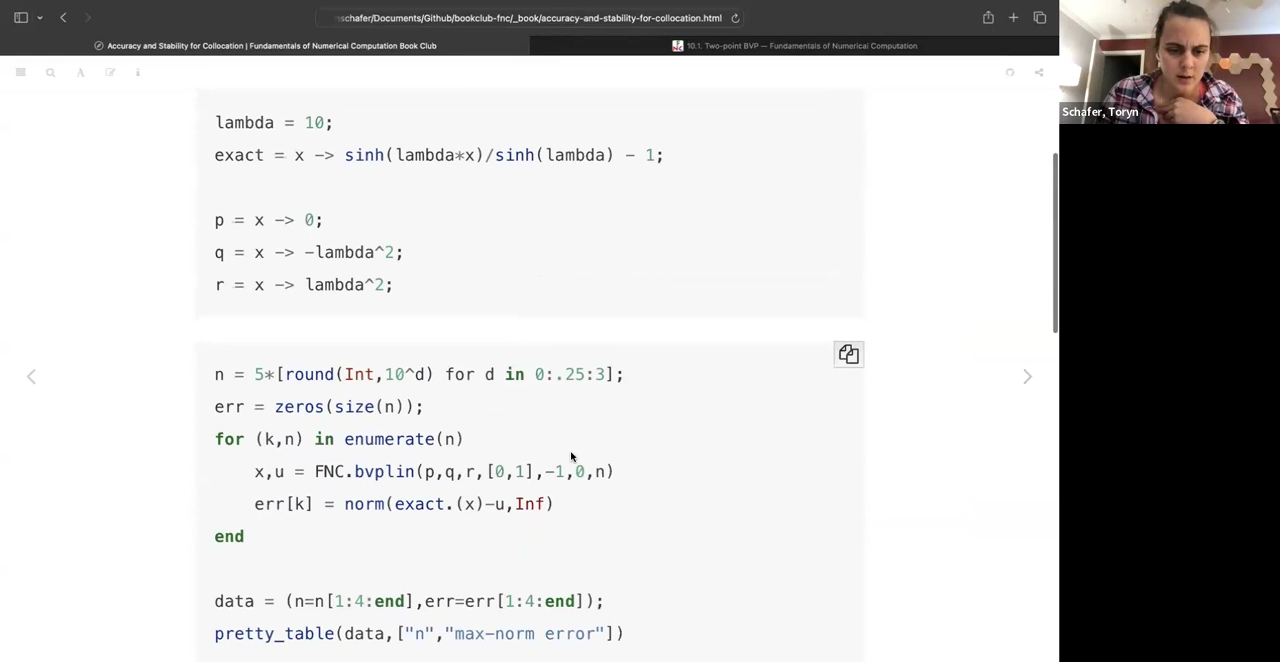 nschafer/Documents/Github/bookclub-fnc/_book/accuracy-and-stability-for-collocation.html
Accuracy and Stability for Collocation | Fundamentals of Numerical Computation Book Club
10.1. Two-point BVP — Fundamentals of Numerical Computation
Schafer, Toryn
lambda = 10;
exact = x -> sinh(lambda*x)/sinh(lambda) - 1;
p = x -> 0;
q = x -> -lambda^2;
r = x -> lambda^2;
n = 5*[round(Int,10^d) for d in 0:.25:3];
err = zeros(size(n));
for (k,n) in enumerate(n)
x,u = FNC.bvplin(p,q,r,[0,1],-1,0,n)
err[k] = norm(exact.(x)-u,Inf)
end
data = (n=n[1:4:end],err=err[1:4:end]);
pretty_table(data,["n","max-norm error"])